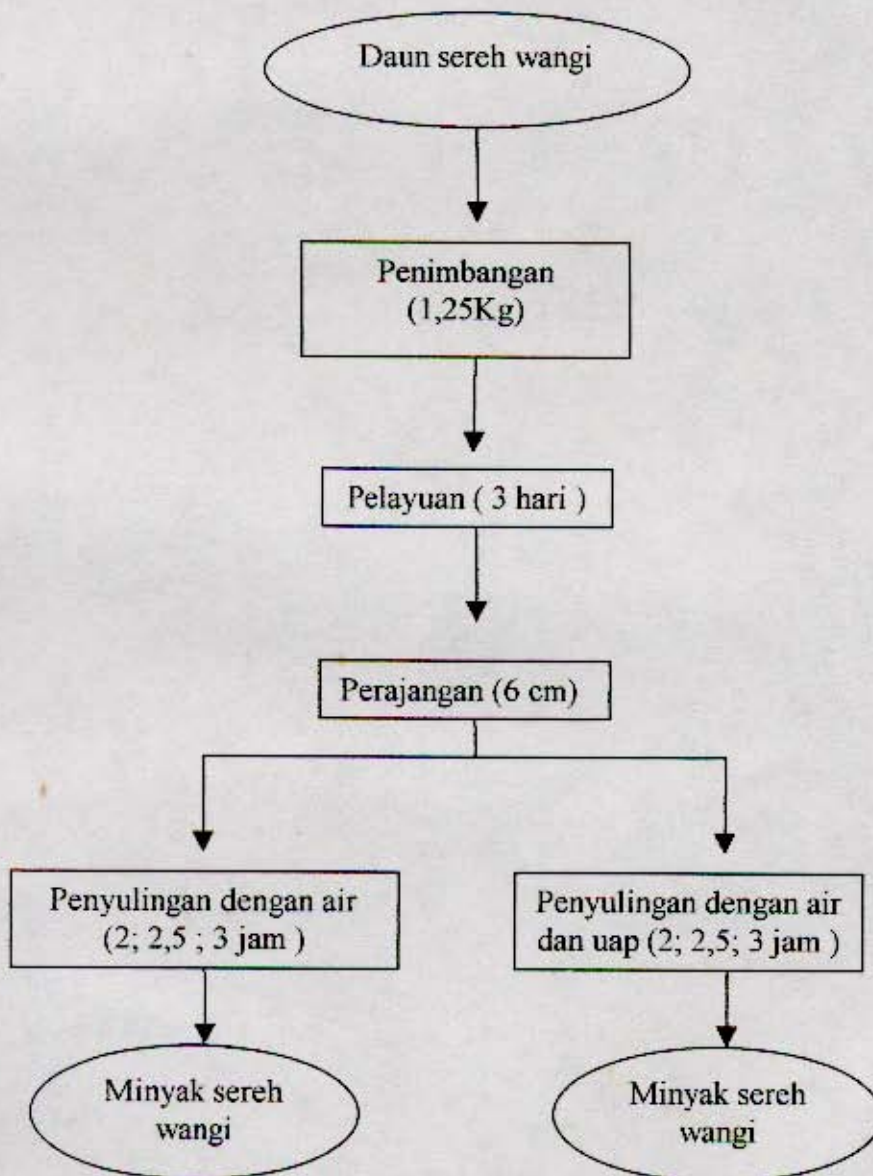 Daun sereh wangi
Penimbangan
(1,25Kg)
Pelayuan ( 3 hari )
Perajangan (6 cm)
Penyulingan dengan air
(2; 2,5 ; 3 jam )
Penyulingan dengan air
dan uap (2; 2,5; 3 jam )
Minyak sereh
wangi
Minyak sereh
wangi